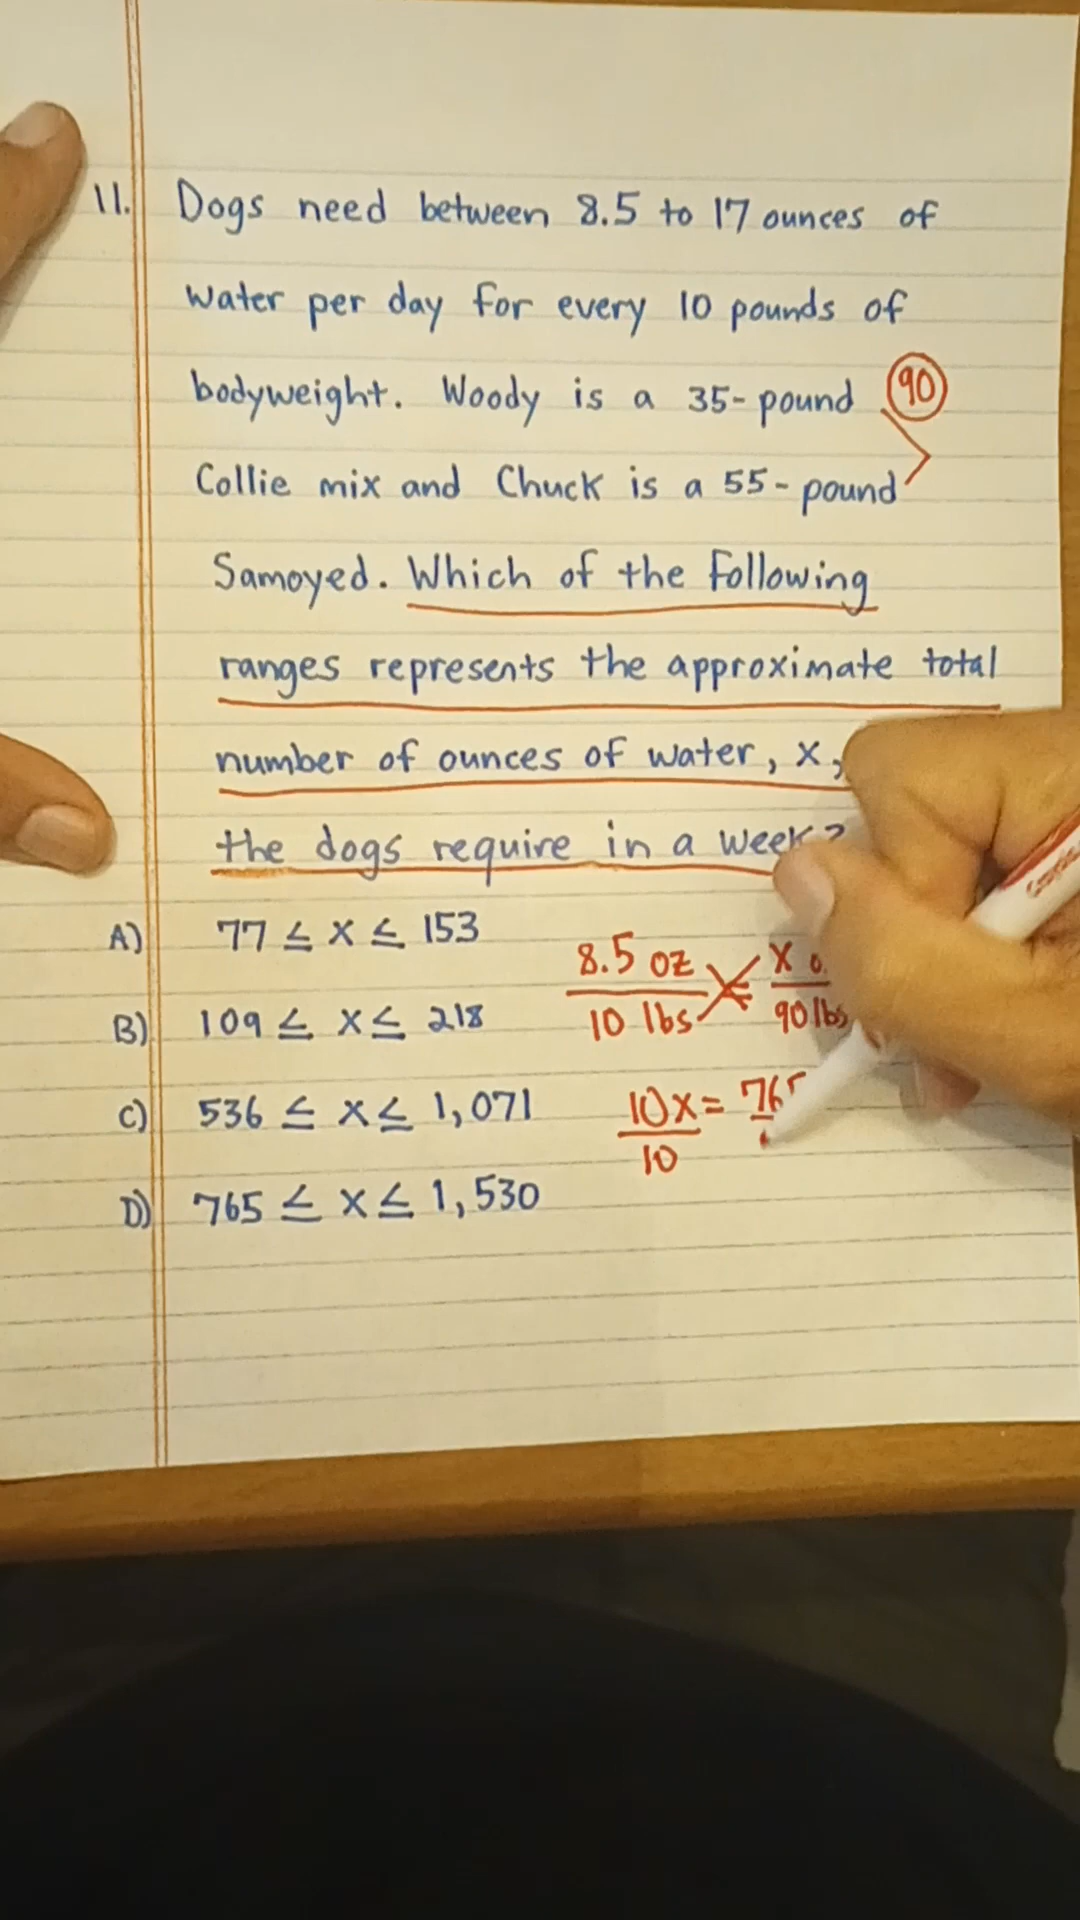 11. Dogs need between 8.5 to 17 ounces of
water per day for every 10 pounds of
bodyweight. Woody is a 35-pound 90
Collie mix and Chuck is a 55-pound
Samoyed. Which of the following
ranges represents the approximate total
number of ounces of water, x,
the dogs require in a week?
A) 77 ≤ x ≤ 153
B) 109 ≤ x ≤ 218
C) 536 ≤ x ≤ 1,071
D) 765 ≤ x ≤ 1,530
8.5 oz = x
10 lbs 90 lbs
10x = 765
10